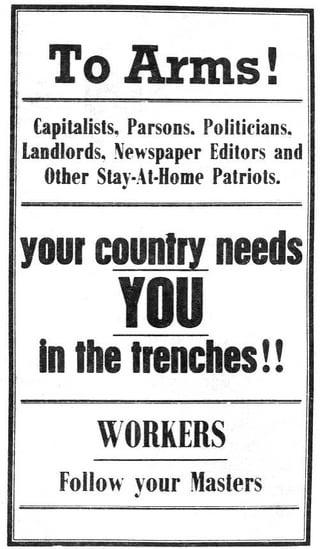 To Arms!
Capitalists, Parsons, Politicians,
Landlords, Newspaper Editors and
Other Stay-At-Home Patriots.
your country needs
YOU
in the trenches!!
WORKERS
Follow your Masters